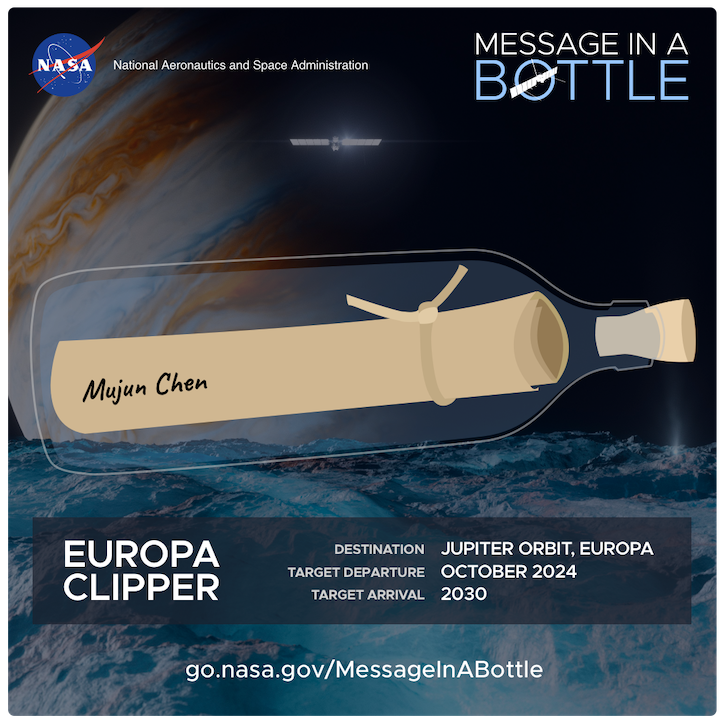 NASA
National Aeronautics and Space Administration
MESSAGE IN A
BOTTLE
Mujun Chen
EUROPA
CLIPPER
DESTINATION JUPITER ORBIT, EUROPA
TARGET DEPARTURE OCTOBER 2024
TARGET ARRIVAL 2030
go.nasa.gov/MessageInABottle